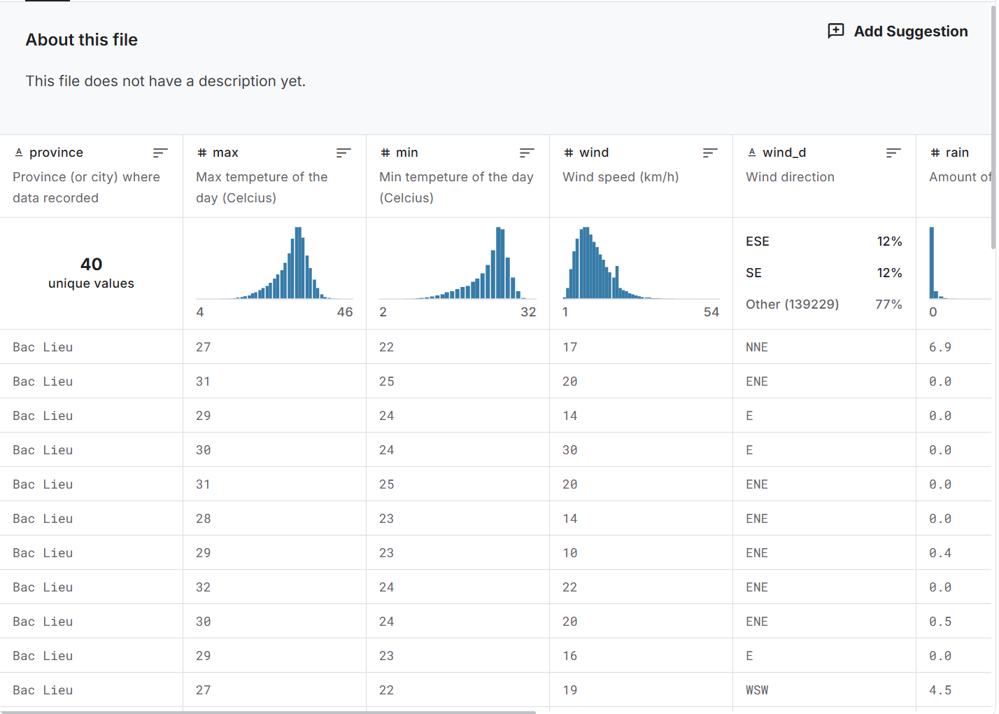 About this file
Add Suggestion
This file does not have a description yet.
A province
# max
# min
# wind
A wind_d
# rain
Province (or city) where
data recorded
Max tempeture of the
day (Celcius)
Min tempeture of the day
(Celcius)
Wind speed (km/h)
Wind direction
Amount of
40
unique values
4 46
2 32
1 54
ESE 12%
SE 12%
Other (139229) 77%
0
Bac Lieu 27 22 17 NNE 6.9
Bac Lieu 31 25 20 ENE 0.0
Bac Lieu 29 24 14 E 0.0
Bac Lieu 30 24 30 E 0.0
Bac Lieu 31 25 20 ENE 0.0
Bac Lieu 28 23 14 ENE 0.0
Bac Lieu 29 23 10 ENE 0.4
Bac Lieu 32 24 22 ENE 0.0
Bac Lieu 30 24 20 ENE 0.5
Bac Lieu 29 23 16 E 0.0
Bac Lieu 27 22 19 WSW 4.5